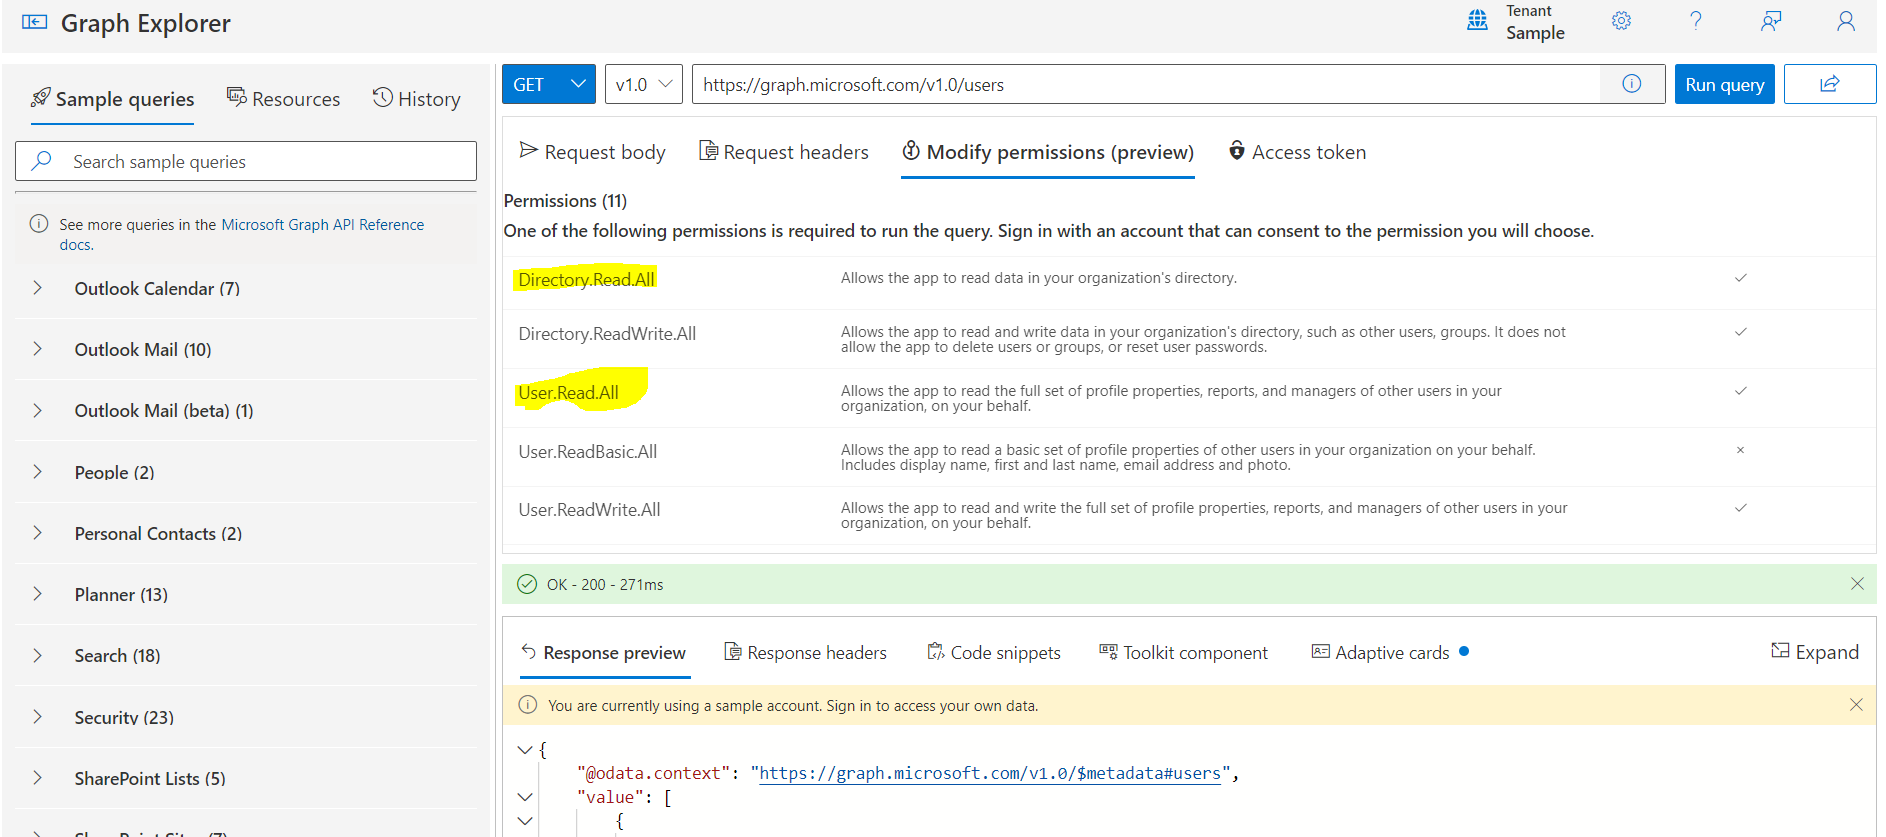 Graph Explorer
Tenant
Sample
Sample queries
Resources
History
Search sample queries
See more queries in the Microsoft Graph API Reference
docs.
Outlook Calendar (7)
Outlook Mail (10)
Outlook Mail (beta) (1)
People (2)
Personal Contacts (2)
Planner (13)
Search (18)
Security (23)
SharePoint Lists (5)
GET
v1.0
https://graph.microsoft.com/v1.0/users
Run query
Request body
Request headers
Modify permissions (preview)
Access token
Permissions (11)
One of the following permissions is required to run the query. Sign in with an account that can consent to the permission you will choose.
Directory.Read.All
Allows the app to read data in your organization's directory.
Directory.ReadWrite.All
Allows the app to read and write data in your organization's directory, such as other users, groups. It does not
allow the app to delete users or groups, or reset user passwords.
User.Read.All
Allows the app to read the full set of profile properties, reports, and managers of other users in your
organization, on your behalf.
User.ReadBasic.All
Allows the app to read a basic set of profile properties of other users in your organization on your behalf.
Includes display name, first and last name, email address and photo.
User.ReadWrite.All
Allows the app to read and write the full set of profile properties, reports, and managers of other users in your
organization, on your behalf.
OK - 200 - 271ms
Response preview
Response headers
Code snippets
Toolkit component
Adaptive cards
Expand
You are currently using a sample account. Sign in to access your own data.
{
"@odata.context": "https://graph.microsoft.com/v1.0/$metadata#users",
"value": [
{